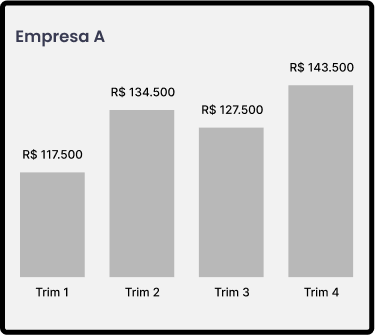 Empresa A
R$ 143.500
R$ 134.500
R$ 127.500
R$ 117.500
Trim 1 Trim 2 Trim 3 Trim 4